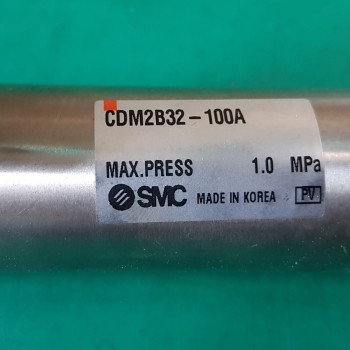 CDM2B32-100A
MAX.PRESS 1.0 MPa
SMC MADE IN KOREA PV